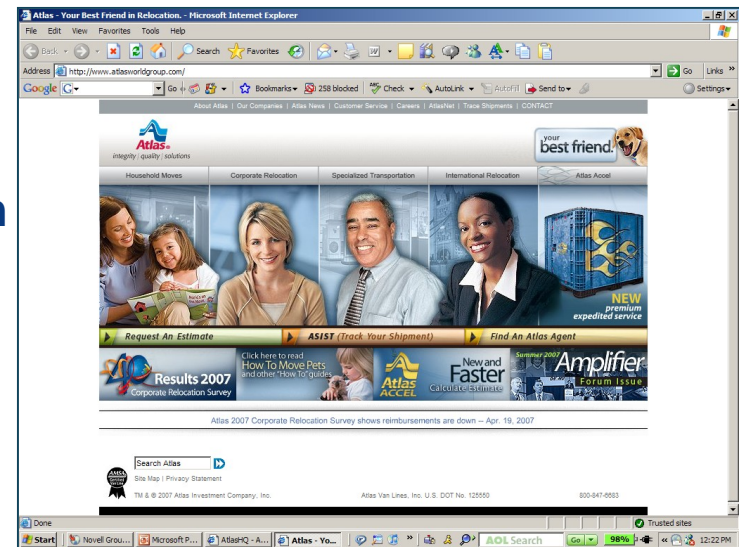 Atlas - Your Best Friend in Relocation. - Microsoft Internet Explorer
File Edit View Favorites Tools Help
Back Search Favorites
Address http://www.atlasworldgroup.com/ Go Links »
Google G Go Bookmarks 258 blocked Check AutoLink AutoFill Send to Settings
About Atlas | Our Companies | Atlas News | Customer Service | Careers | AtlasNet | Trace Shipments | CONTACT
Atlas
integrity | quality | solutions
your
best friend.
Household Moves Corporate Relocation Specialized Transportation International Relocation Atlas Accel
NEW
premium
expedited service
Request An Estimate ASIST (Track Your Shipment) Find An Atlas Agent
Results 2007
Corporate Relocation Survey
Click here to read
How To Move Pets
and other "How To" guides
Atlas
ACCEL
New and
Faster
Calculate Estimate
Summer 2007
Amplifier
Forum Issue
Atlas 2007 Corporate Relocation Survey shows reimbursements are down -- Apr. 19, 2007
Search Atlas
Site Map | Privacy Statement
AMSA
TM & © 2007 Atlas Investment Company, Inc. Atlas Van Lines, Inc. U.S. DOT No. 125550 800-847-6683
Done Trusted sites
Start Novell Grou... Microsoft P... AtlasHQ - A... Atlas - Yo... » AOL Search Go 98% « 12:22 PM